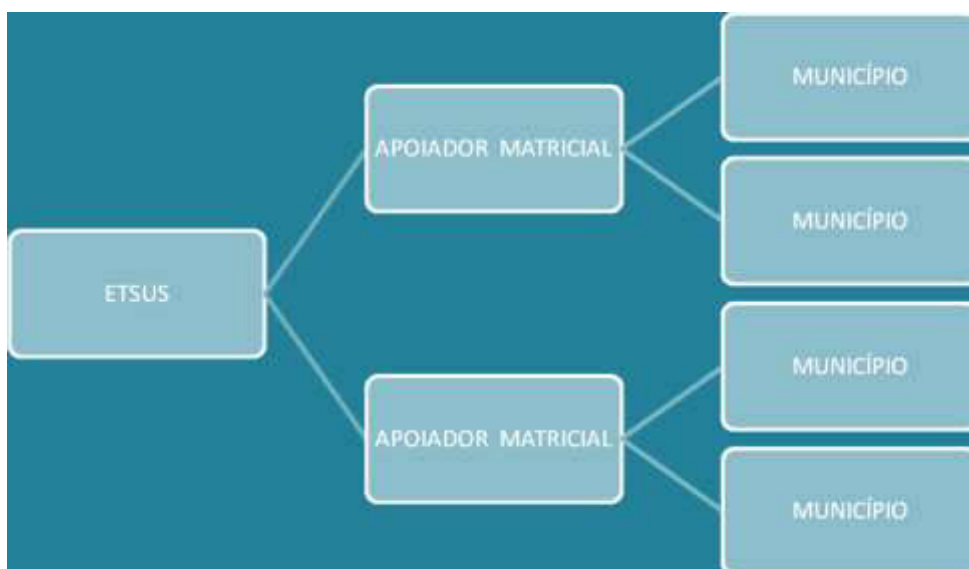 MUNICÍPIO
APOIADOR MATRICIAL
MUNICÍPIO
ETSUS
MUNICÍPIO
APOIADOR MATRICIAL
MUNICÍPIO